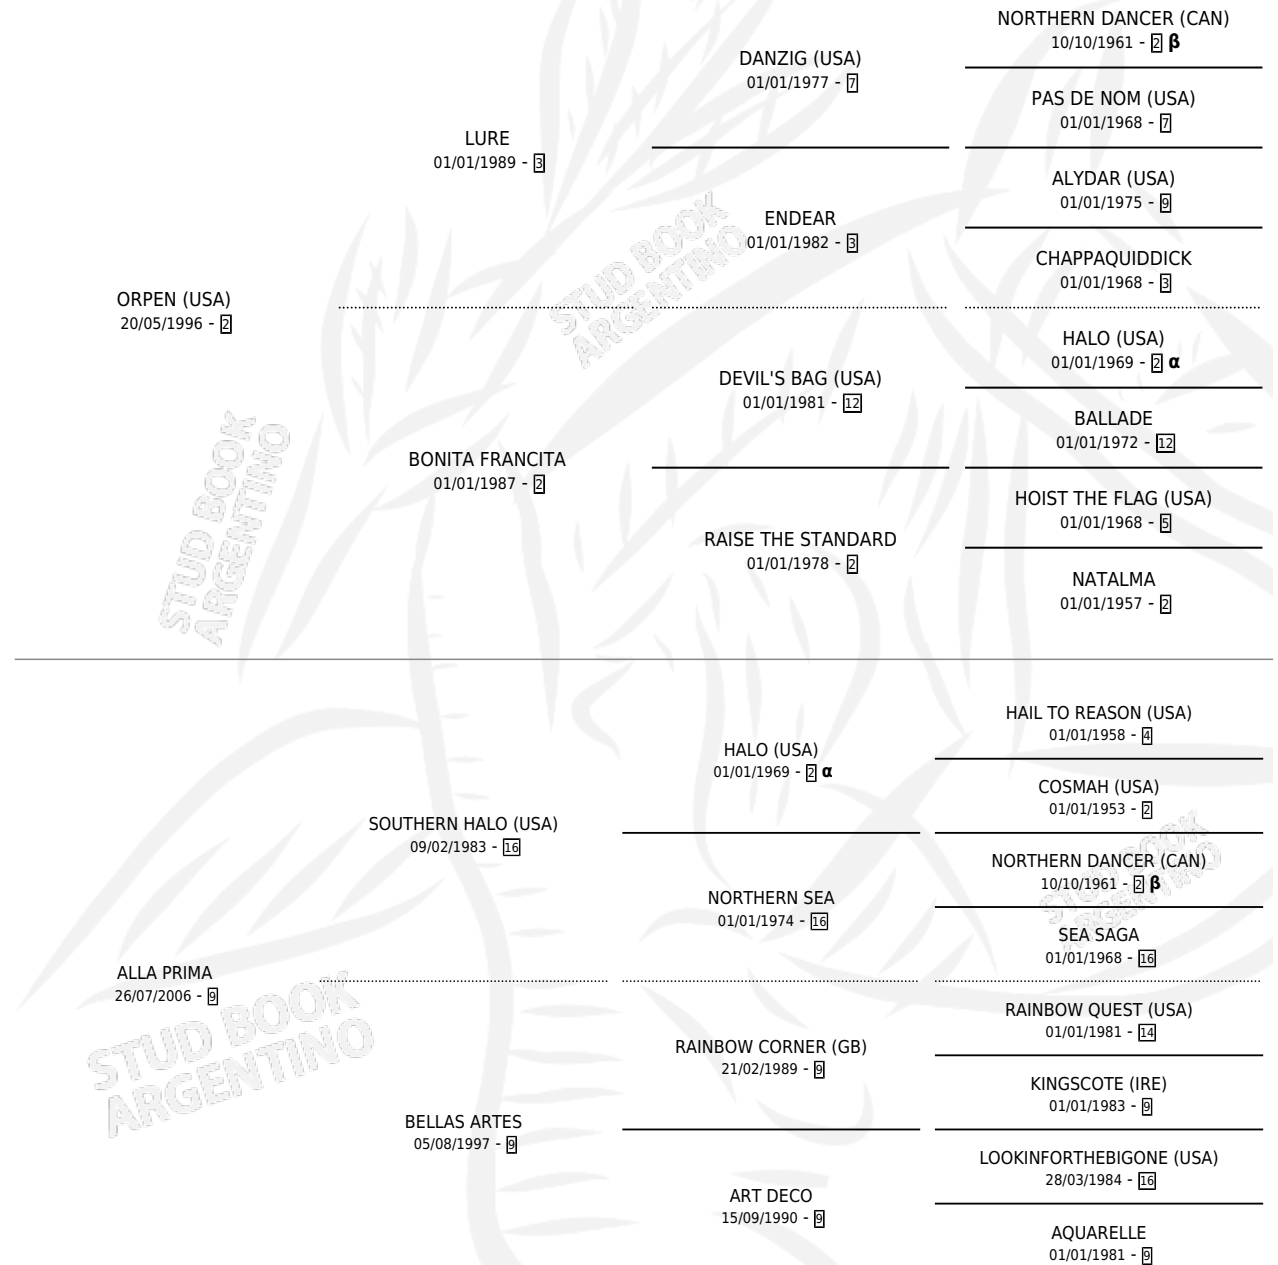 NORTHERN DANCER (CAN)
10/10/1961 - 2 β
DANZIG (USA)
01/01/1977 - 7
PAS DE NOM (USA)
01/01/1968 - 7
LURE
01/01/1989 - 3
ALYDAR (USA)
01/01/1975 - 9
ENDEAR
01/01/1982 - 3
CHAPPAQUIDDICK
01/01/1968 - 3
ORPEN (USA)
20/05/1996 - 2
HALO (USA)
01/01/1969 - 2 α
DEVIL'S BAG (USA)
01/01/1981 - 12
BALLADE
01/01/1972 - 12
BONITA FRANCITA
01/01/1987 - 2
HOIST THE FLAG (USA)
01/01/1968 - 5
RAISE THE STANDARD
01/01/1978 - 2
NATALMA
01/01/1957 - 2
HAIL TO REASON (USA)
01/01/1958 - 4
HALO (USA)
01/01/1969 - 2 α
COSMAH (USA)
01/01/1953 - 2
SOUTHERN HALO (USA)
09/02/1983 - 16
NORTHERN DANCER (CAN)
10/10/1961 - 2 β
NORTHERN SEA
01/01/1974 - 16
SEA SAGA
01/01/1968 - 16
ALLA PRIMA
26/07/2006 - 9
RAINBOW QUEST (USA)
01/01/1981 - 14
RAINBOW CORNER (GB)
21/02/1989 - 9
KINGSCOTE (IRE)
01/01/1983 - 9
BELLAS ARTES
05/08/1997 - 9
LOOKINFORTHEBIGONE (USA)
28/03/1984 - 16
ART DECO
15/09/1990 - 9
AQUARELLE
01/01/1981 - 9
STUD BOOK
ARGENTINO
STUD BOOK
ARGENTINO
STUD BOOK
ARGENTINO
STUD BOOK
ARGENTINO